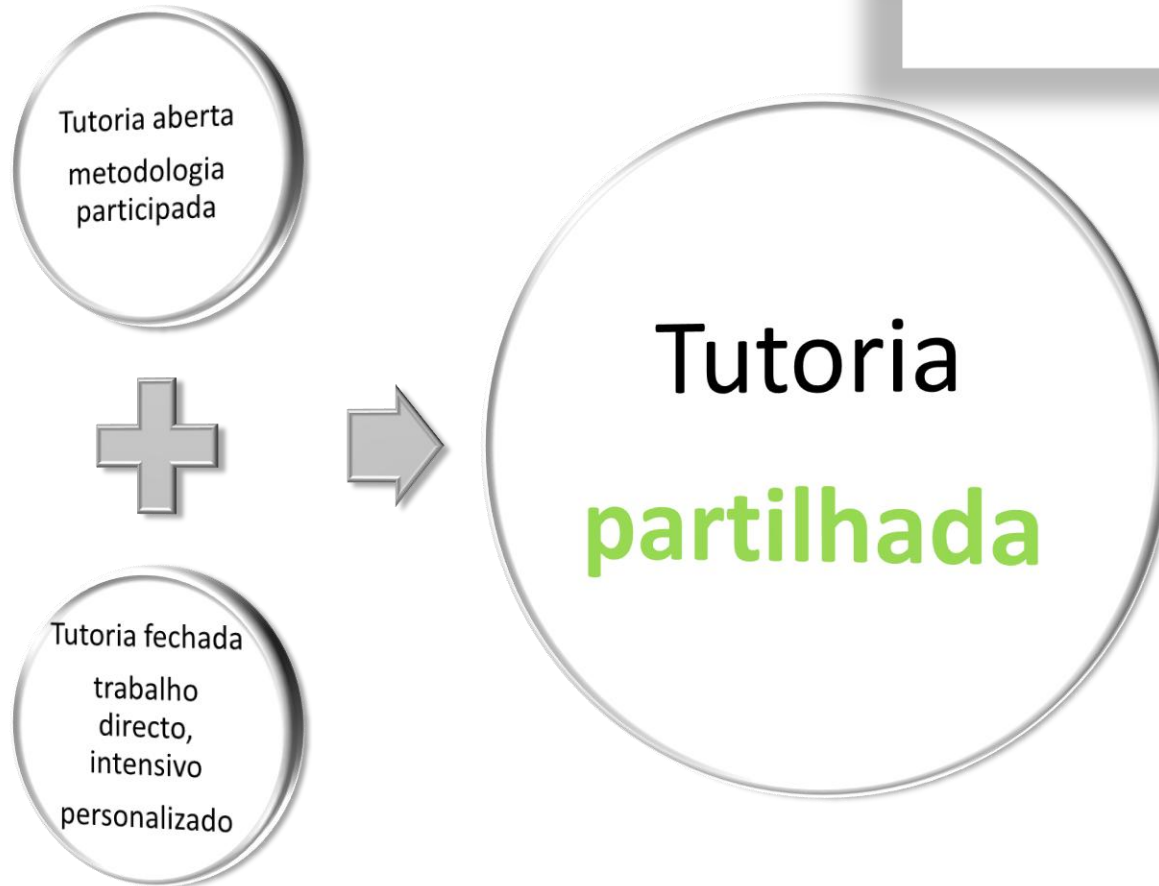 Tutoria aberta
metodologia
participada
Tutoria fechada
trabalho
directo,
intensivo
personalizado
Tutoria
partilhada